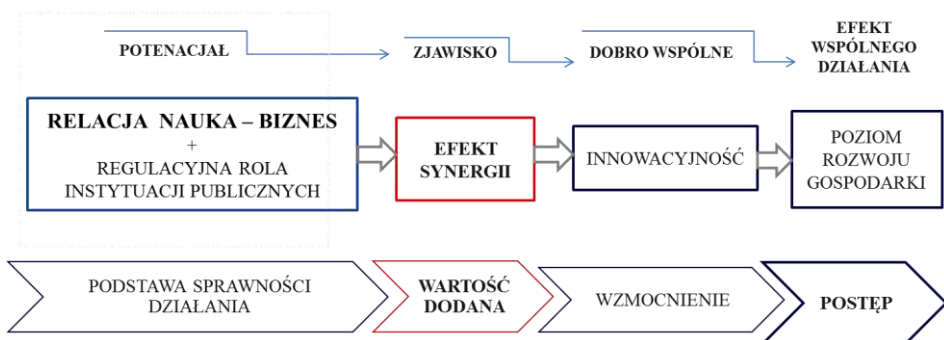 POTENACJAŁ
ZJAWISKO
DOBRO WSPÓLNE
EFEKT
WSPÓLNEGO
DZIAŁANIA
RELACJA NAUKA – BIZNES
+
REGULACYJNA ROLA
INSTYTUACJI PUBLICZNYCH
EFEKT
SYNERGII
INNOWACYJNOŚĆ
POZIOM
ROZWOJU
GOSPODARKI
PODSTAWA SPRAWNOŚCI
DZIAŁANIA
WARTOŚĆ
DODANA
WZMOCNIENIE
POSTĘP